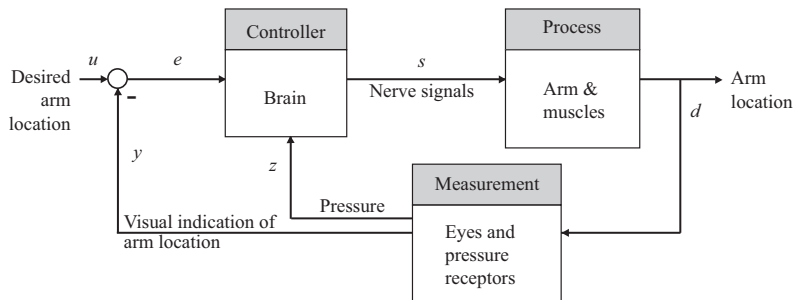 Controller
Process
u
e
s
Desired
arm
location
Brain
Nerve signals
Arm &
muscles
Arm
location
-
d
y
z
Measurement
Pressure
Visual indication of
arm location
Eyes and
pressure
receptors